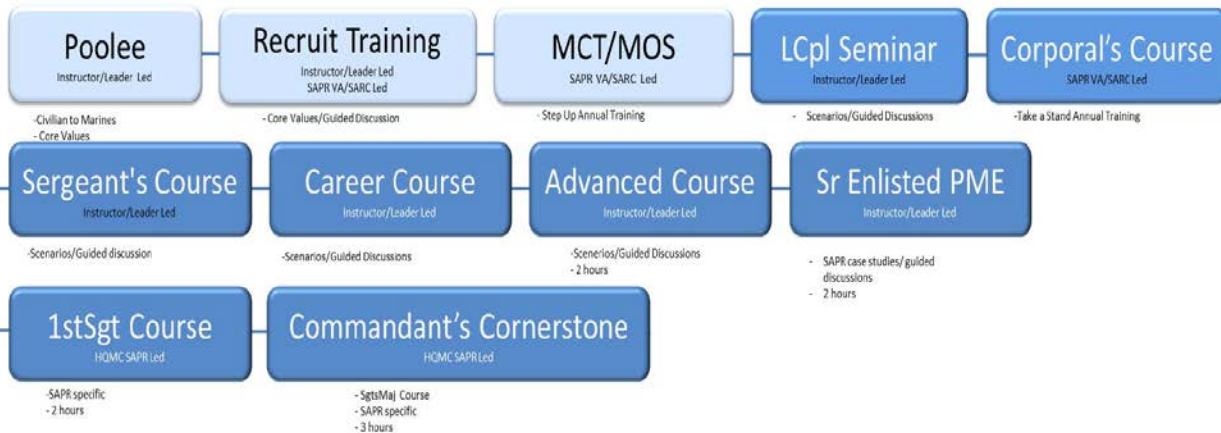 Poolee
Instructor/Leader Led
-Civilian to Marines
- Core Values
Recruit Training
Instructor/Leader Led
SAPR VA/SARC Led
- Core Values/Guided Discussion
MCT/MOS
SAPR VA/SARC Led
- Step Up Annual Training
LCpl Seminar
Instructor/Leader Led
- Scenarios/Guided Discussions
Corporal's Course
SAPR VA/SARC Led
-Take a Stand Annual Training
Sergeant's Course
Instructor/Leader Led
-Scenarios/Guided discussion
Career Course
Instructor/Leader Led
-Scenarios/Guided Discussions
Advanced Course
Instructor/Leader Led
-Scenerios/Guided Discussions
- 2 hours
Sr Enlisted PME
Instructor/Leader Led
- SAPR case studies/ guided
discussions
- 2 hours
1stSgt Course
HQMC SAPR Led
-SAPR specific
- 2 hours
Commandant's Cornerstone
HQMC SAPR Led
- SgtsMaj Course
- SAPR specific
- 3 hours